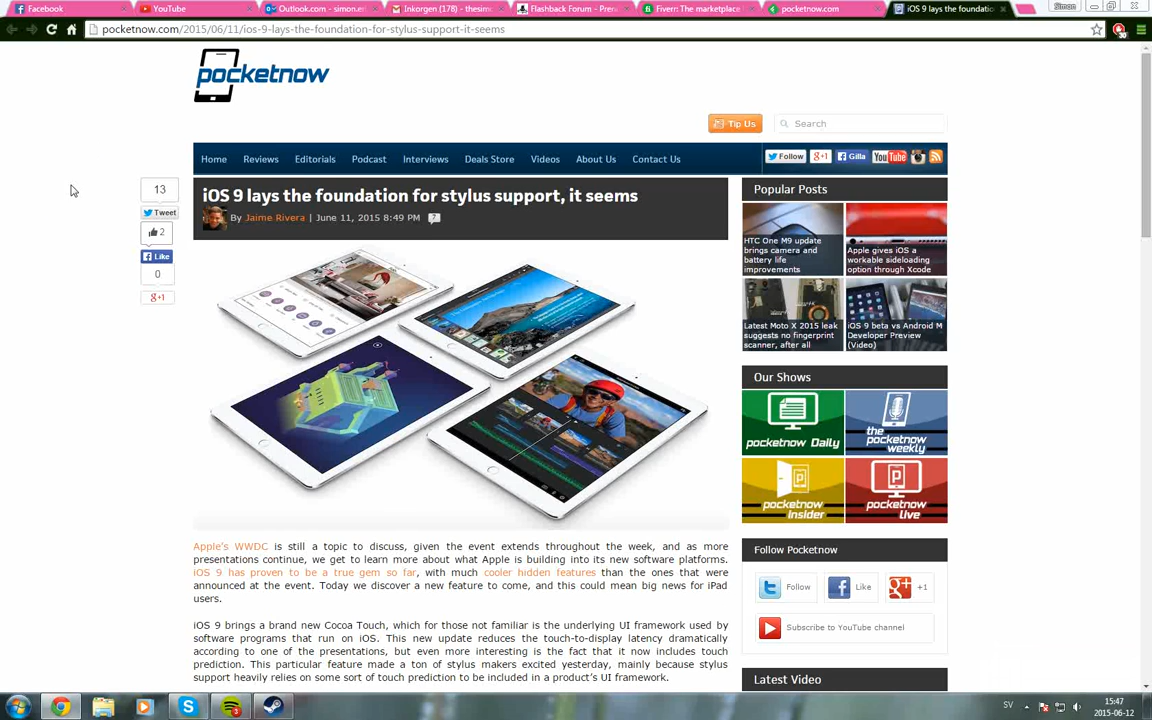 Facebook
YouTube
Outlook.com - simon.e
Inkorgen (178) - thesim
Flashback Forum - Pren
Fiverr: The marketplace
pocketnow.com
iOS 9 lays the foundatio
Simon
pocketnow.com/2015/06/11/ios-9-lays-the-foundation-for-stylus-support-it-seems
pocketnow
Tip Us
Search
Home
Reviews
Editorials
Podcast
Interviews
Deals Store
Videos
About Us
Contact Us
Follow
g+1
Gilla
YouTube
13
Tweet
2
Like
0
g+1
iOS 9 lays the foundation for stylus support, it seems
By Jaime Rivera | June 11, 2015 8:49 PM
7
Apple's WWDC is still a topic to discuss, given the event extends throughout the week, and as more
presentations continue, we get to learn more about what Apple is building into its new software platforms.
iOS 9 has proven to be a true gem so far, with much cooler hidden features than the ones that were
announced at the event. Today we discover a new feature to come, and this could mean big news for iPad
users.
iOS 9 brings a brand new Cocoa Touch, which for those not familiar is the underlying UI framework used by
software programs that run on iOS. This new update reduces the touch-to-display latency dramatically
according to one of the presentations, but even more interesting is the fact that it now includes touch
prediction. This particular feature made a ton of stylus makers excited yesterday, mainly because stylus
support heavily relies on some sort of touch prediction to be included in a product's UI framework.
Popular Posts
HTC One M9 update
brings camera and
battery life
improvements
Apple gives iOS a
workable sideloading
option through Xcode
Latest Moto X 2015 leak
suggests no fingerprint
scanner, after all
iOS 9 beta vs Android M
Developer Preview
(Video)
Our Shows
pocketnow Daily
the
pocketnow
weekly
pocketnow
insider
pocketnow
live
Follow Pocketnow
Follow
Like
+1
Subscribe to YouTube channel
Latest Video
SV
15:47
2015-06-12